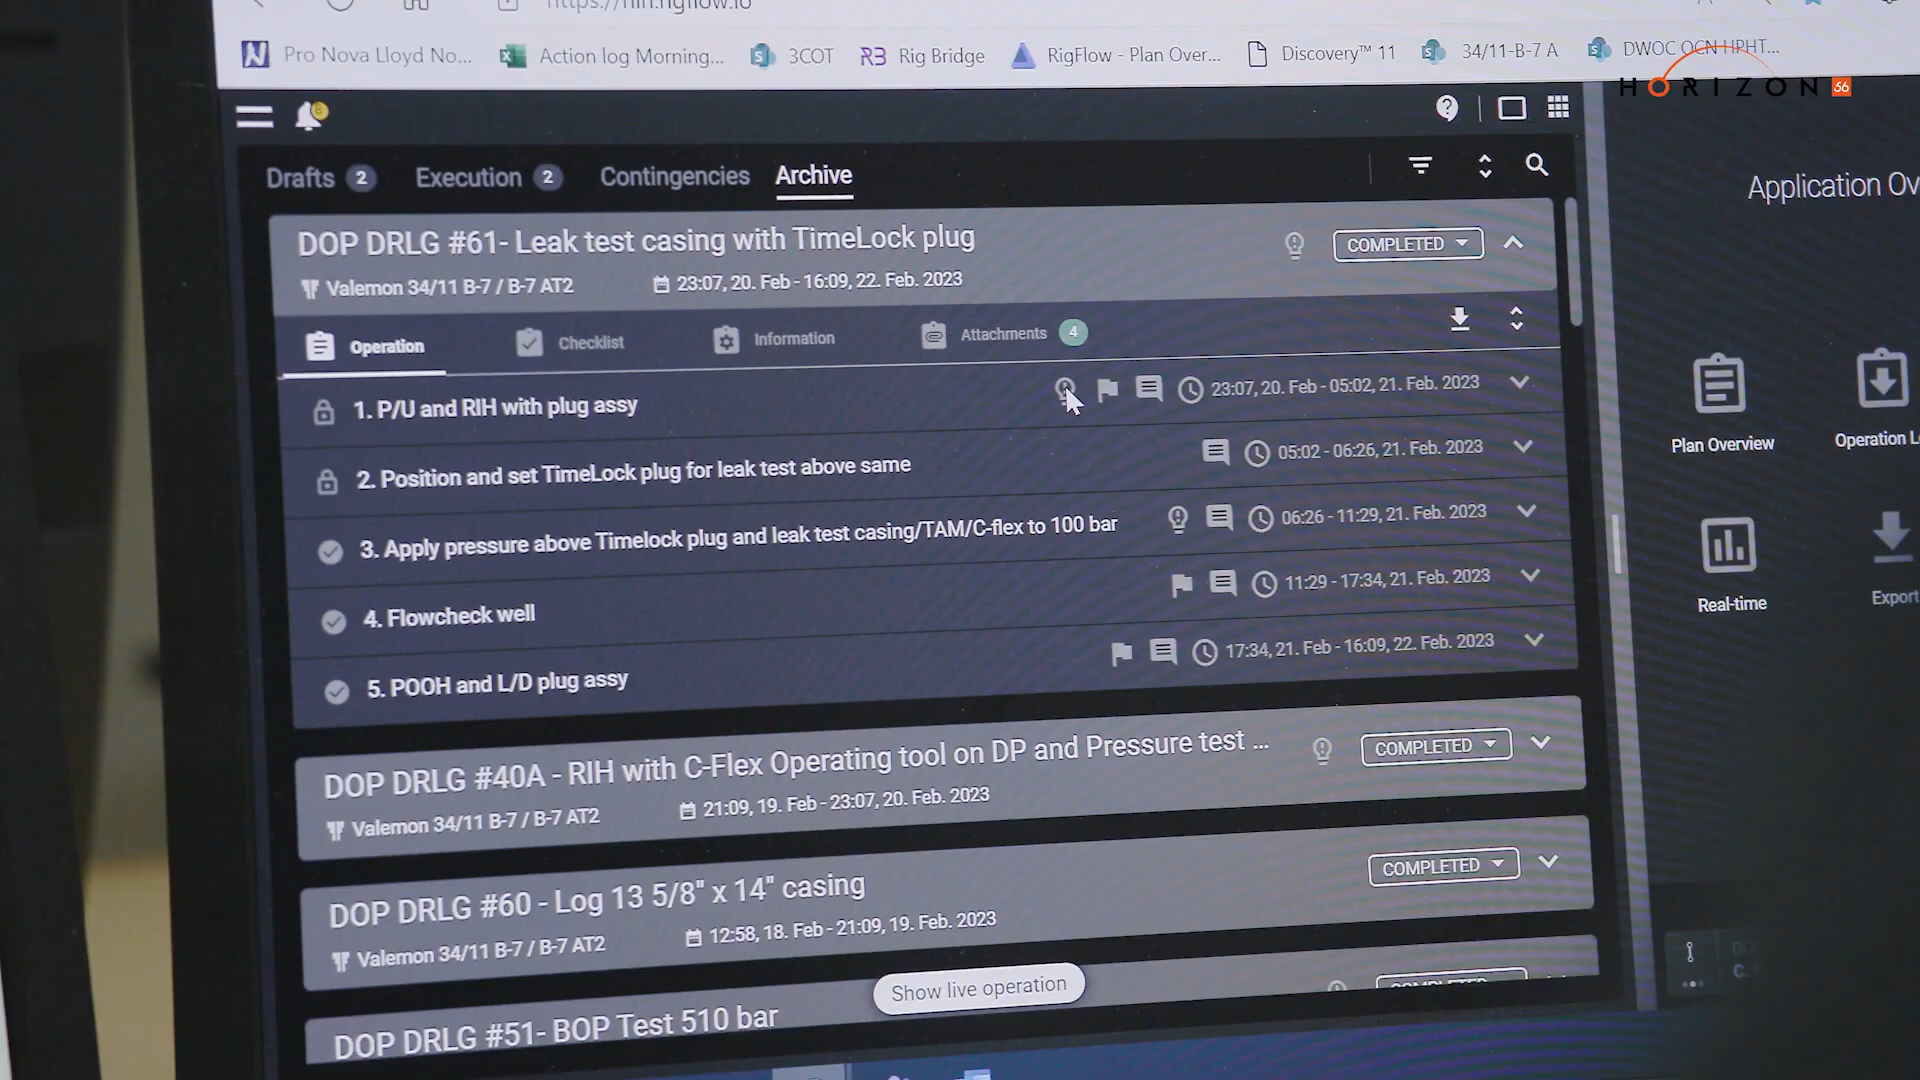 Pro Nova Lloyd No... Action log Morning... 3COT R3 Rig Bridge RigFlow - Plan Over... Discovery™ 11 34/11-B-7 A DWOC OCN HPHT...
HORIZON 56
Drafts 2 Execution 2 Contingencies Archive
Application Ov
DOP DRLG #61- Leak test casing with TimeLock plug COMPLETED
Valemon 34/11 B-7 / B-7 AT2 23:07, 20. Feb - 16:09, 22. Feb. 2023
Operation Checklist Information Attachments 4
1. P/U and RIH with plug assy 23:07, 20. Feb - 05:02, 21. Feb. 2023
2. Position and set TimeLock plug for leak test above same 05:02 - 06:26, 21. Feb. 2023
3. Apply pressure above Timelock plug and leak test casing/TAM/C-flex to 100 bar 06:26 - 11:29, 21. Feb. 2023
4. Flowcheck well 11:29 - 17:34, 21. Feb. 2023
5. POOH and L/D plug assy 17:34, 21. Feb - 16:09, 22. Feb. 2023
Plan Overview Operation L
Real-time Export
DOP DRLG #40A - RIH with C-Flex Operating tool on DP and Pressure test ... COMPLETED
Valemon 34/11 B-7 / B-7 AT2 21:09, 19. Feb - 23:07, 20. Feb. 2023
DOP DRLG #60 - Log 13 5/8" x 14" casing COMPLETED
Valemon 34/11 B-7 / B-7 AT2 12:58, 18. Feb - 21:09, 19. Feb. 2023
Show live operation
DOP DRLG #51- BOP Test 510 bar COMPLETED